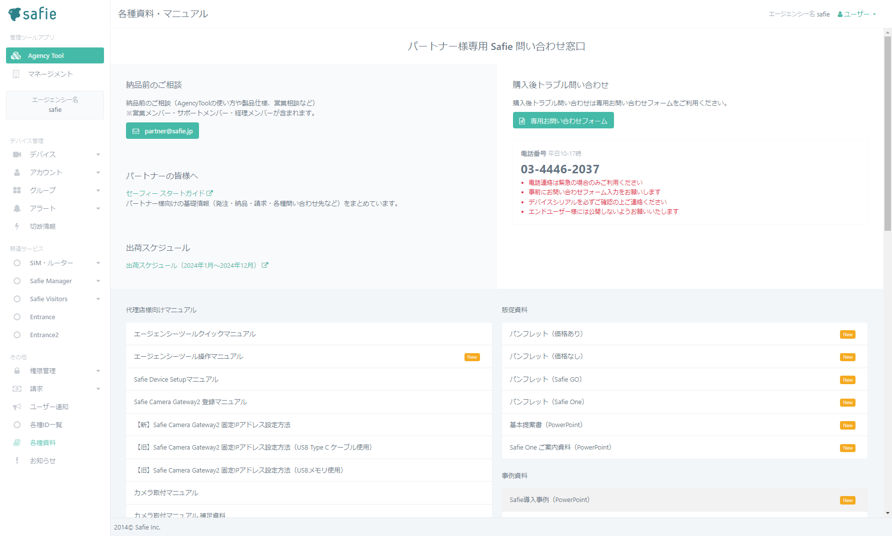 safie
管理ツールアプリ
Agency Tool
マネージメント
エージェンシー名
safie
デバイス管理
デバイス
アカウント
グループ
アラート
切断情報
関連サービス
SIM・ルーター
Safie Manager
Safie Visitors
Entrance
Entrance2
その他
権限管理
請求
ユーザー通知
各種ID一覧
各種資料
お知らせ
各種資料・マニュアル
エージェンシー名 safie
ユーザー
パートナー様専用 Safie 問い合わせ窓口
納品前のご相談
納品前のご相談（AgencyToolの使い方や製品仕様、営業相談など）
※営業メンバー・サポートメンバー・経理メンバーが含まれます。
partner@safie.jp
パートナーの皆様へ
セーフィー スタートガイド
パートナー様向けの基礎情報（発注・納品・請求・各種問い合わせ先など）をまとめています。
出荷スケジュール
出荷スケジュール（2024年1月～2024年12月）
購入後トラブル問い合わせ
購入後トラブル問い合わせは専用お問い合わせフォームをご利用ください。
専用お問い合わせフォーム
電話番号 平日10-17時
03-4446-2037
電話連絡は緊急の場合のみご利用ください
事前にお問い合わせフォーム入力をお願いします
デバイスシリアルを必ずご確認の上ご連絡ください
エンドユーザー様には公開しないようお願いいたします
代理店様向けマニュアル
エージェンシーツールクイックマニュアル
エージェンシーツール操作マニュアル New
Safie Device Setupマニュアル
Safie Camera Gateway2 登録マニュアル
【新】Safie Camera Gateway2 固定IPアドレス設定方法
【旧】Safie Camera Gateway2 固定IPアドレス設定方法（USB Type C ケーブル使用）
【旧】Safie Camera Gateway2 固定IPアドレス設定方法（USBメモリ使用）
カメラ取付マニュアル
カメラ取付マニュアル 補足資料
販促資料
パンフレット（価格あり） New
パンフレット（価格なし） New
パンフレット（Safie GO） New
パンフレット（Safie One） New
基本提案書（PowerPoint） New
Safie One ご案内資料（PowerPoint） New
事例資料
Safie導入事例（PowerPoint） New
2014© Safie Inc.